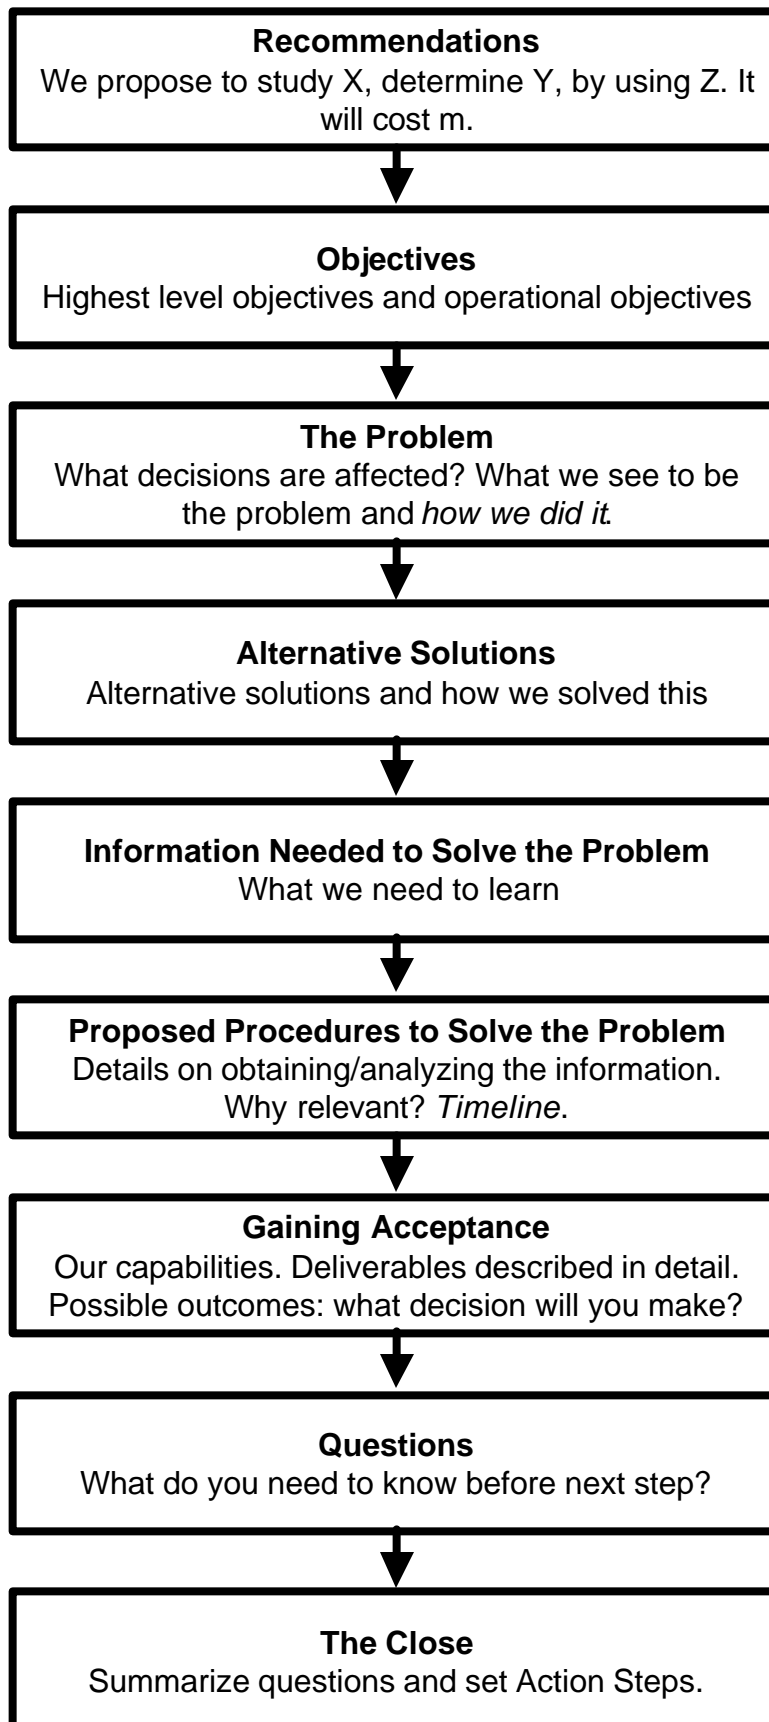 Recommendations
We propose to study X, determine Y, by using Z. It
will cost m.
Objectives
Highest level objectives and operational objectives
The Problem
What decisions are affected? What we see to be
the problem and how we did it.
Alternative Solutions
Alternative solutions and how we solved this
Information Needed to Solve the Problem
What we need to learn
Proposed Procedures to Solve the Problem
Details on obtaining/analyzing the information.
Why relevant? Timeline.
Gaining Acceptance
Our capabilities. Deliverables described in detail.
Possible outcomes: what decision will you make?
Questions
What do you need to know before next step?
The Close
Summarize questions and set Action Steps.